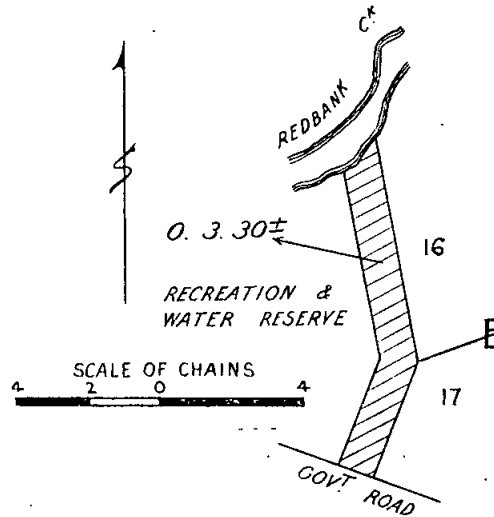 CK
REDBANK
0. 3. 30±
16
RECREATION &
WATER RESERVE
SCALE OF CHAINS
4 2 0 4
17
GOVT ROAD